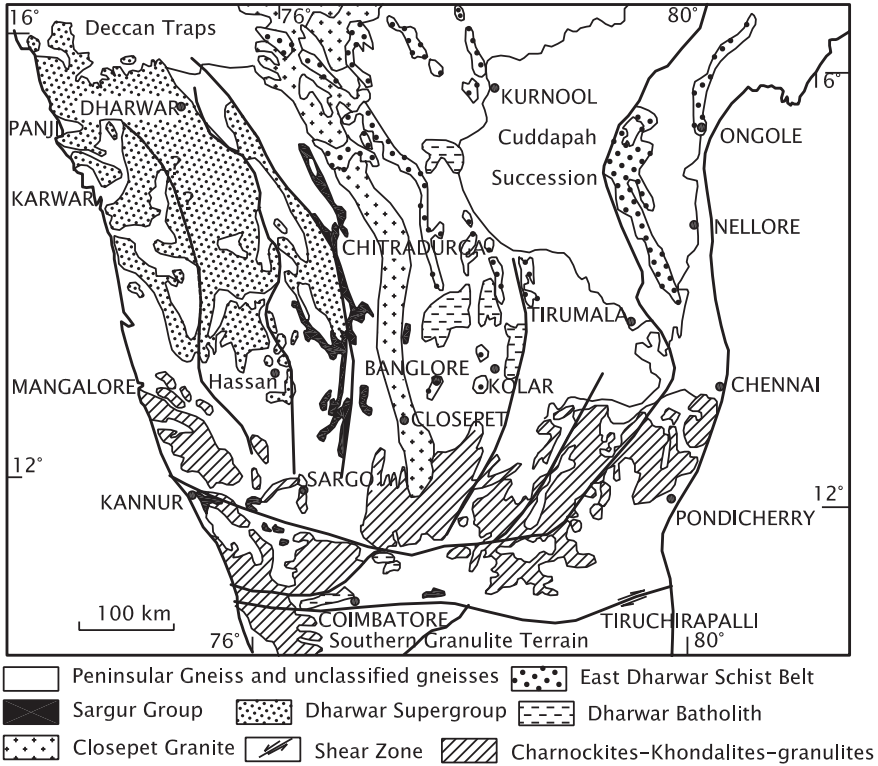 16°
Deccan Traps
76°
80°
DHARWAR
KURNOOL
16°
PANJI
Cuddapah
ONGOLE
Succession
KARWAR
?
?
NELLORE
CHITRADURGA
TIRUMALA
BANGLORE
MANGALORE
Hassan
KOLAR
CHENNAI
CLOSEPET
12°
SARGO
KANNUR
12°
PONDICHERRY
100 km
COIMBATORE
TIRUCHIRAPALLI
76°
Southern Granulite Terrain
80°
Peninsular Gneiss and unclassified gneisses
East Dharwar Schist Belt
Sargur Group
Dharwar Supergroup
Dharwar Batholith
Closepet Granite
Shear Zone
Charnockites-Khondalites-granulites